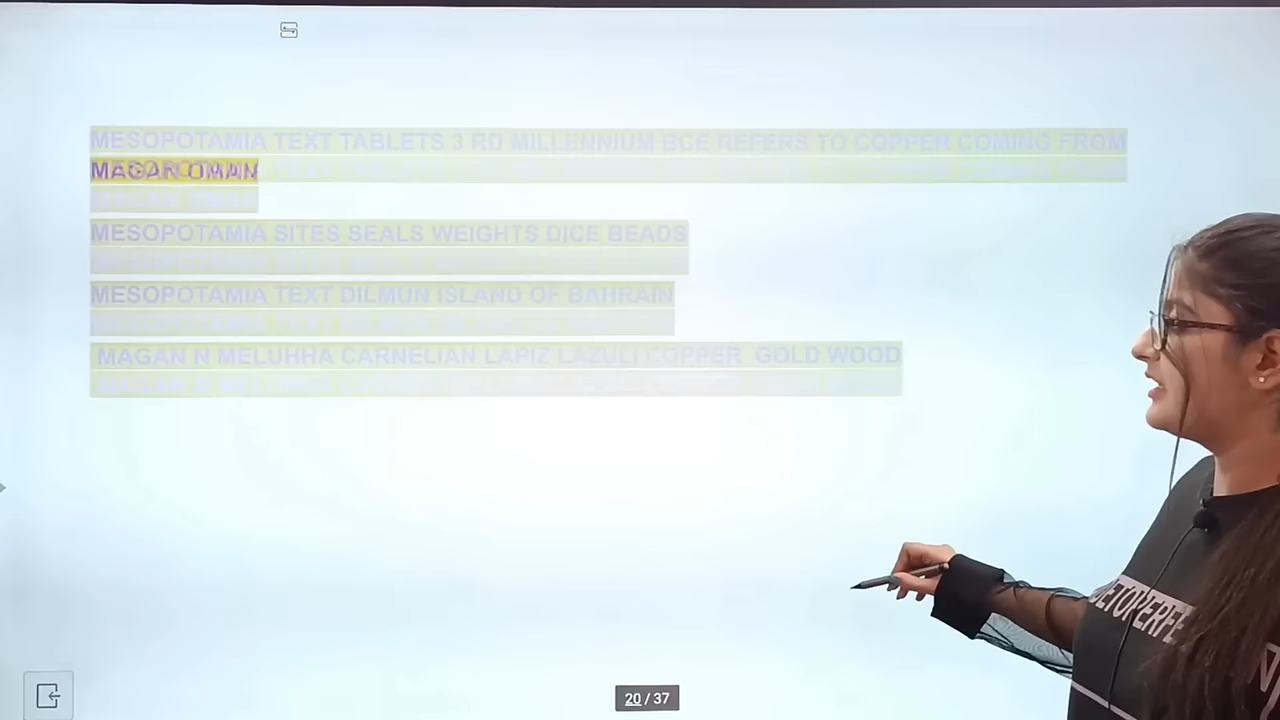 MESOPOTAMIA TEXT TABLETS 3 RD MILLENNIUM BCE REFERS TO COPPER COMING FROM
MAGAN OMAN
MESOPOTAMIA SITES SEALS WEIGHTS DICE BEADS
MESOPOTAMIA TEXT DILMUN ISLAND OF BAHRAIN
MAGAN N MELUHHA CARNELIAN LAPIZ LAZULI COPPER GOLD WOOD
20 / 37